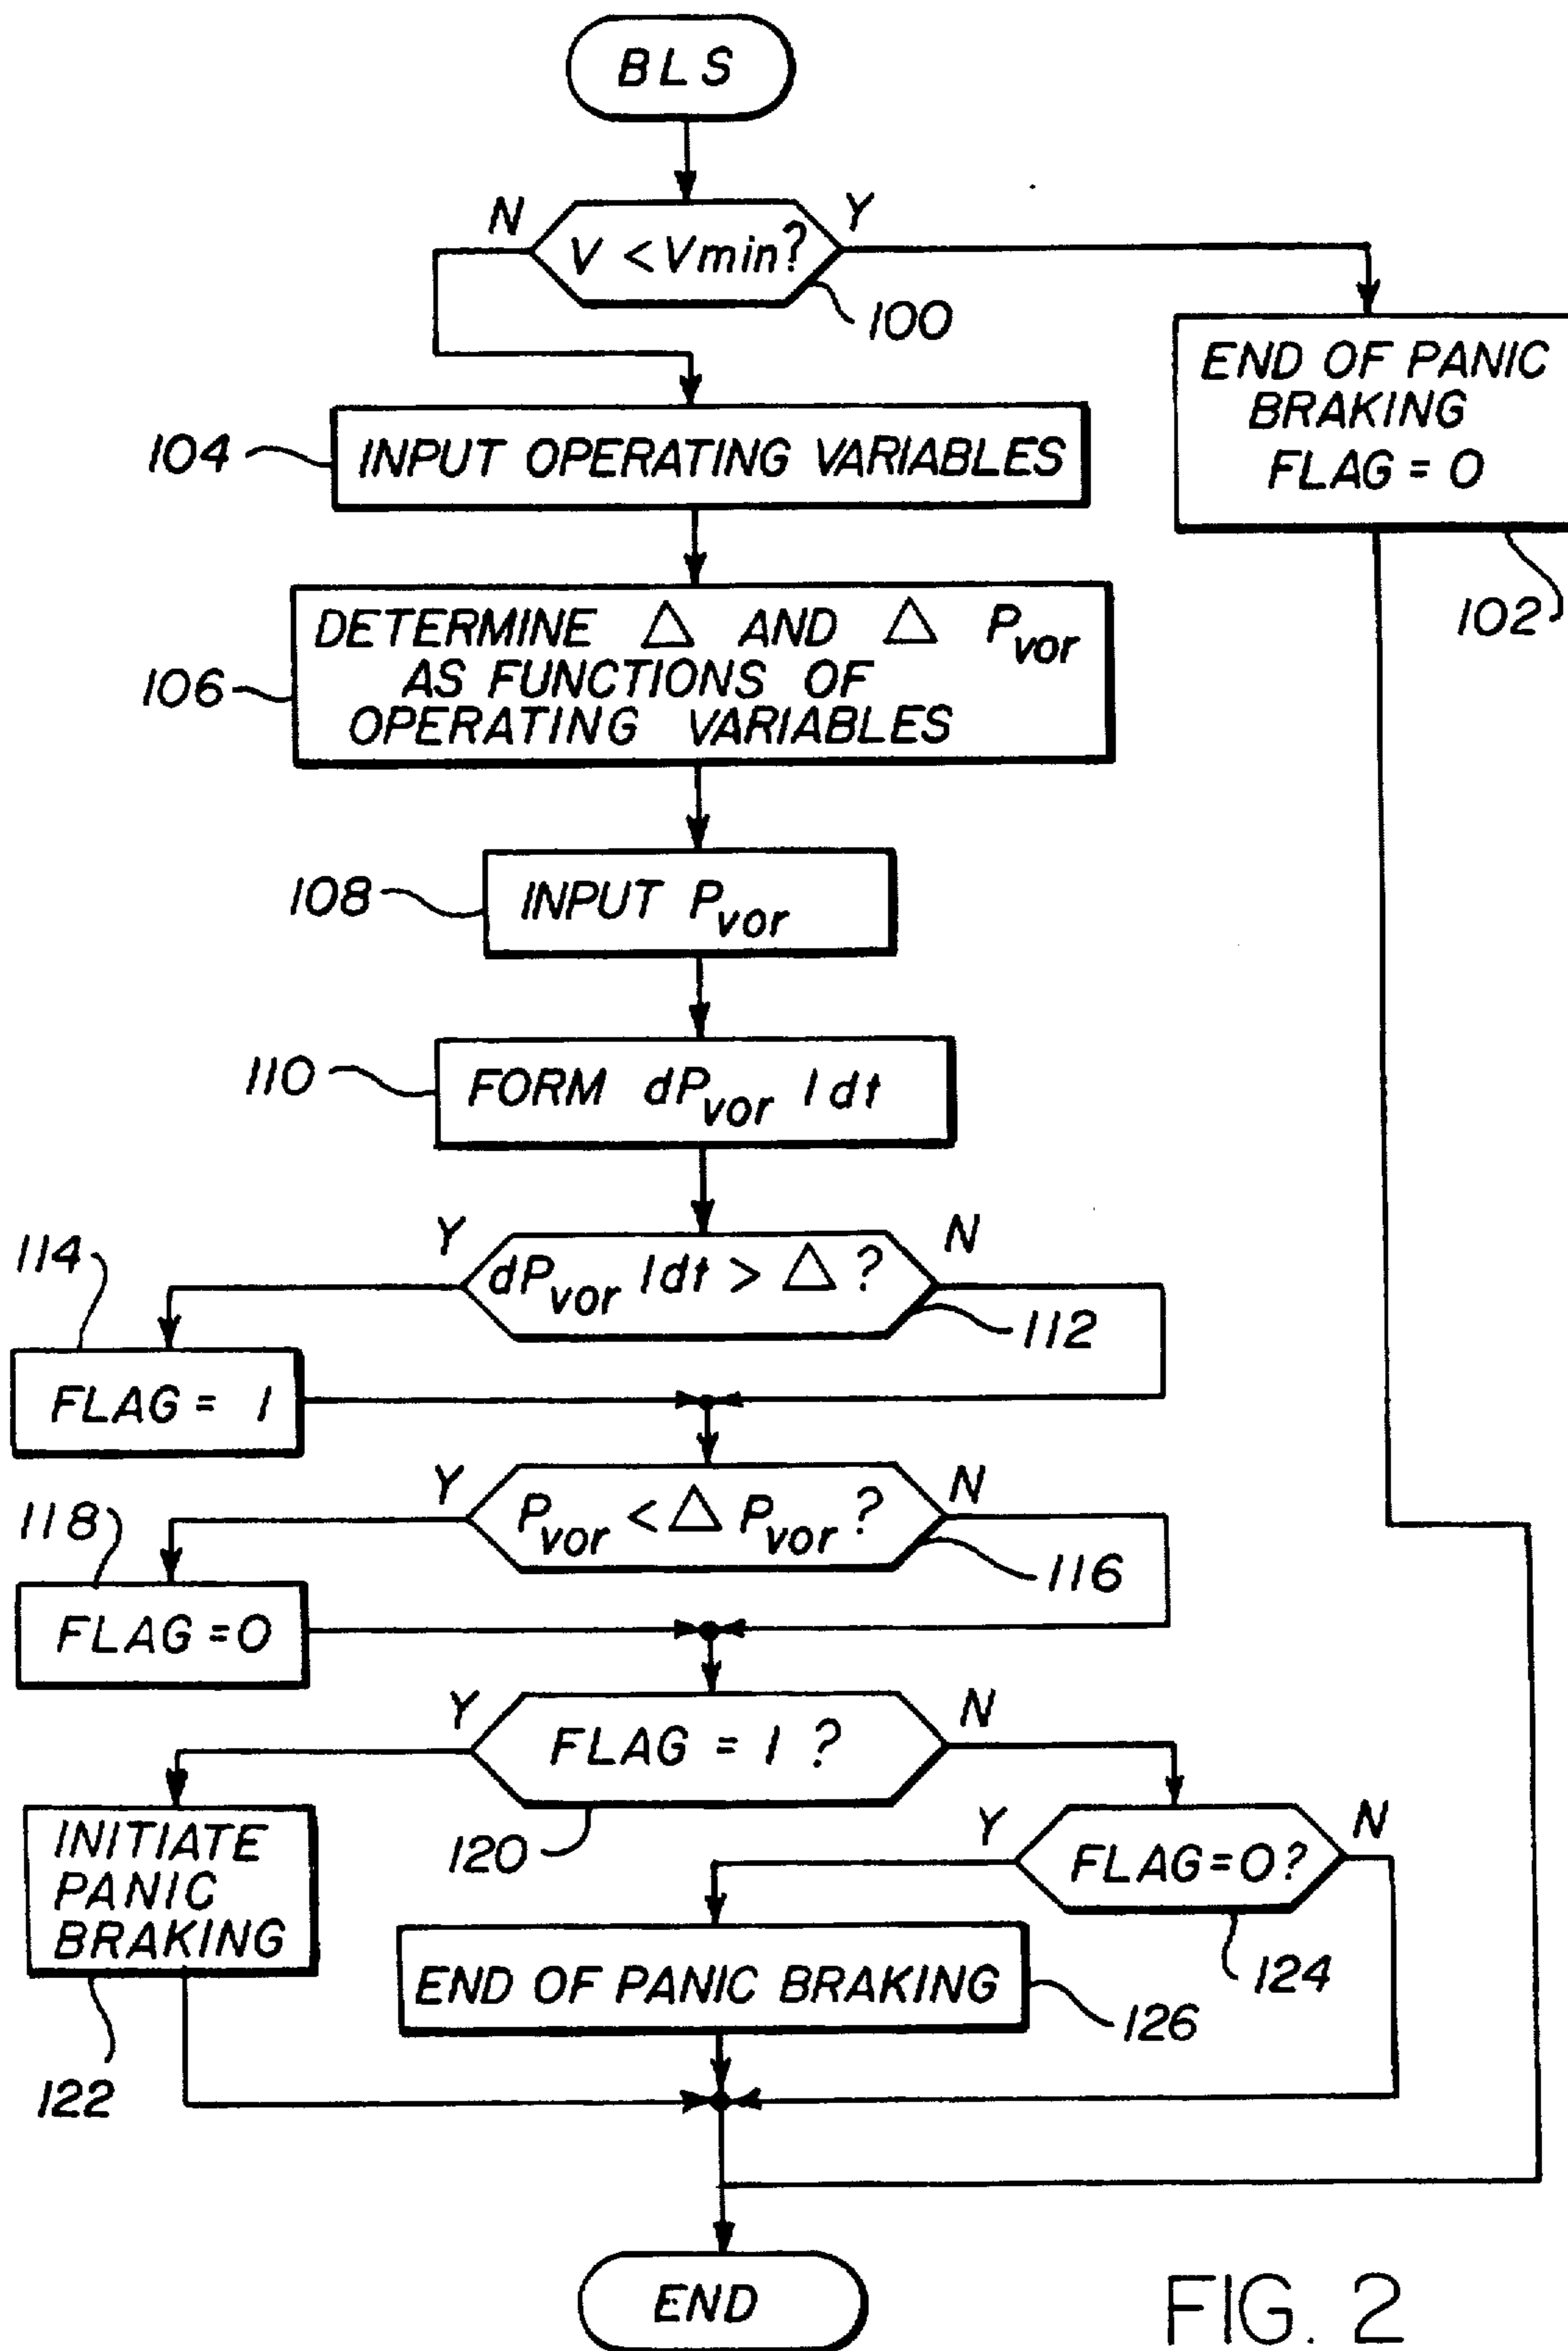 BLS
N
Y
V < Vmin?
100
END OF PANIC
BRAKING
FLAG = 0
102
104
INPUT OPERATING VARIABLES
106
DETERMINE △ AND △ Pvor
AS FUNCTIONS OF
OPERATING VARIABLES
108
INPUT Pvor
110
FORM dPvor / dt
Y
N
dPvor / dt > △ ?
112
114
FLAG = 1
Y
N
Pvor < △ Pvor ?
116
118
FLAG = 0
Y
N
FLAG = 1 ?
120
INITIATE
PANIC
BRAKING
122
Y
N
FLAG = 0?
124
END OF PANIC BRAKING
126
END
FIG. 2